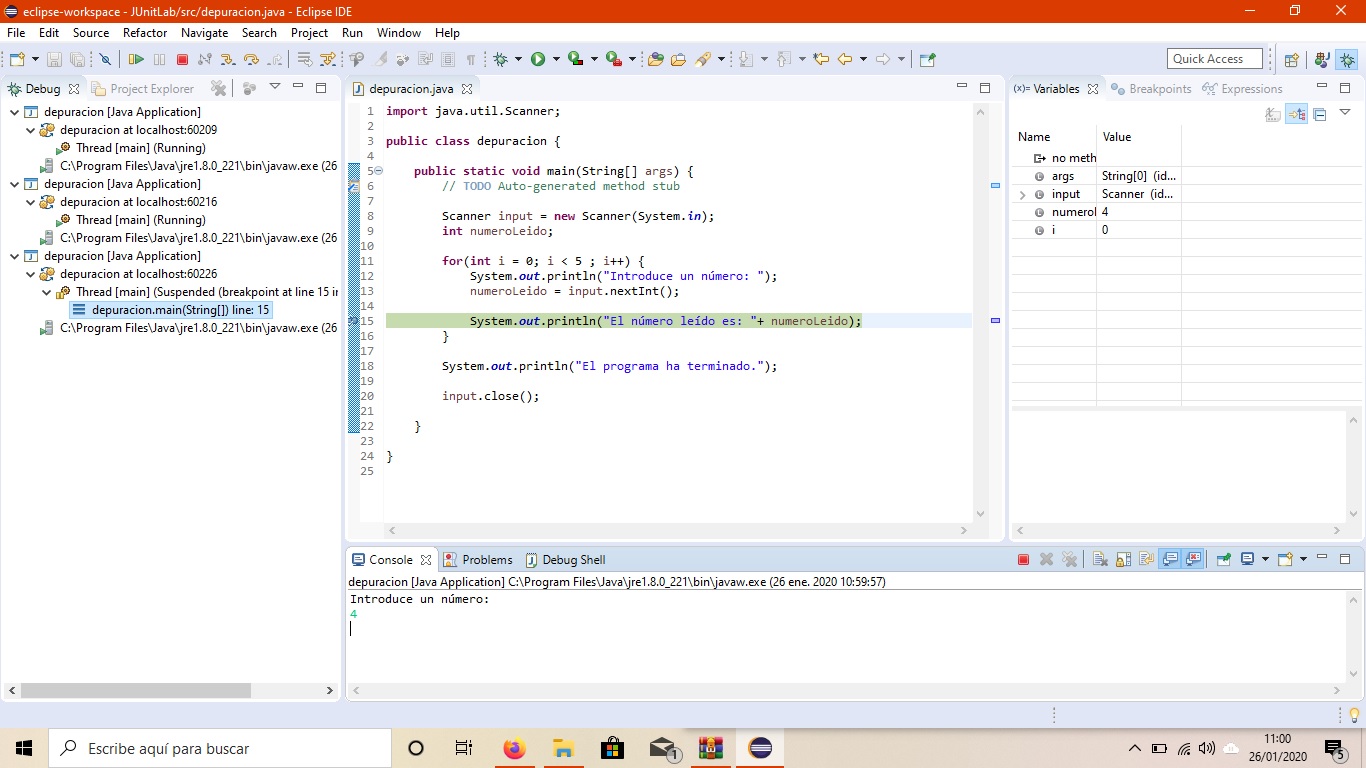 eclipse-workspace - JUnitLab/src/depuracion.java - Eclipse IDE
File Edit Source Refactor Navigate Search Project Run Window Help
Quick Access
Debug Project Explorer
depuracion [Java Application]
depuracion at localhost:60209
Thread [main] (Running)
C:\Program Files\Java\jre1.8.0_221\bin\javaw.exe (26
depuracion [Java Application]
depuracion at localhost:60216
Thread [main] (Running)
C:\Program Files\Java\jre1.8.0_221\bin\javaw.exe (26
depuracion [Java Application]
depuracion at localhost:60226
Thread [main] (Suspended (breakpoint at line 15 in
depuracion.main(String[]) line: 15
C:\Program Files\Java\jre1.8.0_221\bin\javaw.exe (26
depuracion.java
1 import java.util.Scanner;
2
3 public class depuracion {
4
5 public static void main(String[] args) {
6 // TODO Auto-generated method stub
7
8 Scanner input = new Scanner(System.in);
9 int numeroLeido;
10
11 for(int i = 0; i < 5 ; i++) {
12 System.out.println("Introduce un número: ");
13 numeroLeido = input.nextInt();
14
15 System.out.println("El número leído es: "+ numeroLeido);
16 }
17
18 System.out.println("El programa ha terminado.");
19
20 input.close();
21
22 }
23
24 }
25
(x)= Variables Breakpoints Expressions
Name Value
no meth
args String[0] (id...
input Scanner (id...
numerol 4
i 0
Console Problems Debug Shell
depuracion [Java Application] C:\Program Files\Java\jre1.8.0_221\bin\javaw.exe (26 ene. 2020 10:59:57)
Introduce un número:
4
Escribe aquí para buscar
1
11:00
26/01/2020
5